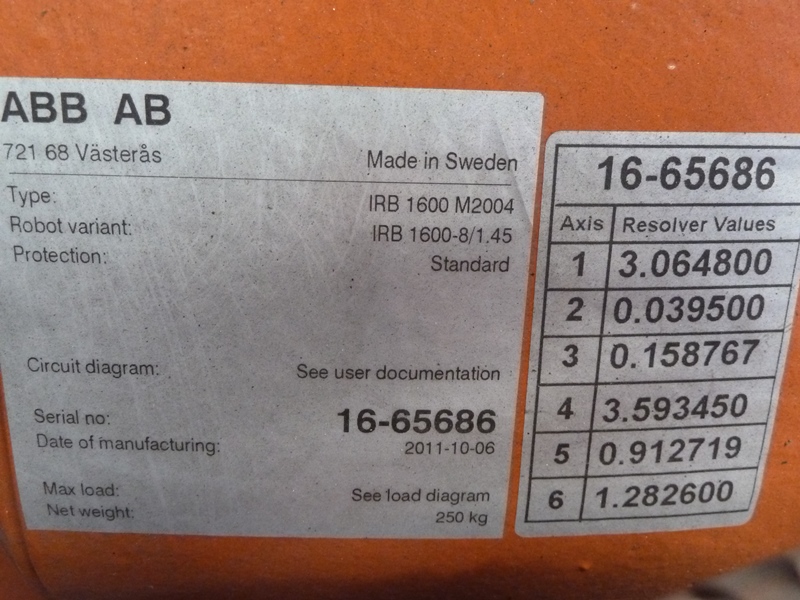 ABB AB
721 68 Västerås Made in Sweden
Type: IRB 1600 M2004
Robot variant: IRB 1600-8/1.45
Protection: Standard
Circuit diagram: See user documentation
Serial no: 16-65686
Date of manufacturing: 2011-10-06
Max load: See load diagram
Net weight: 250 kg
16-65686
Axis Resolver Values
1 3.064800
2 0.039500
3 0.158767
4 3.593450
5 0.912719
6 1.282600